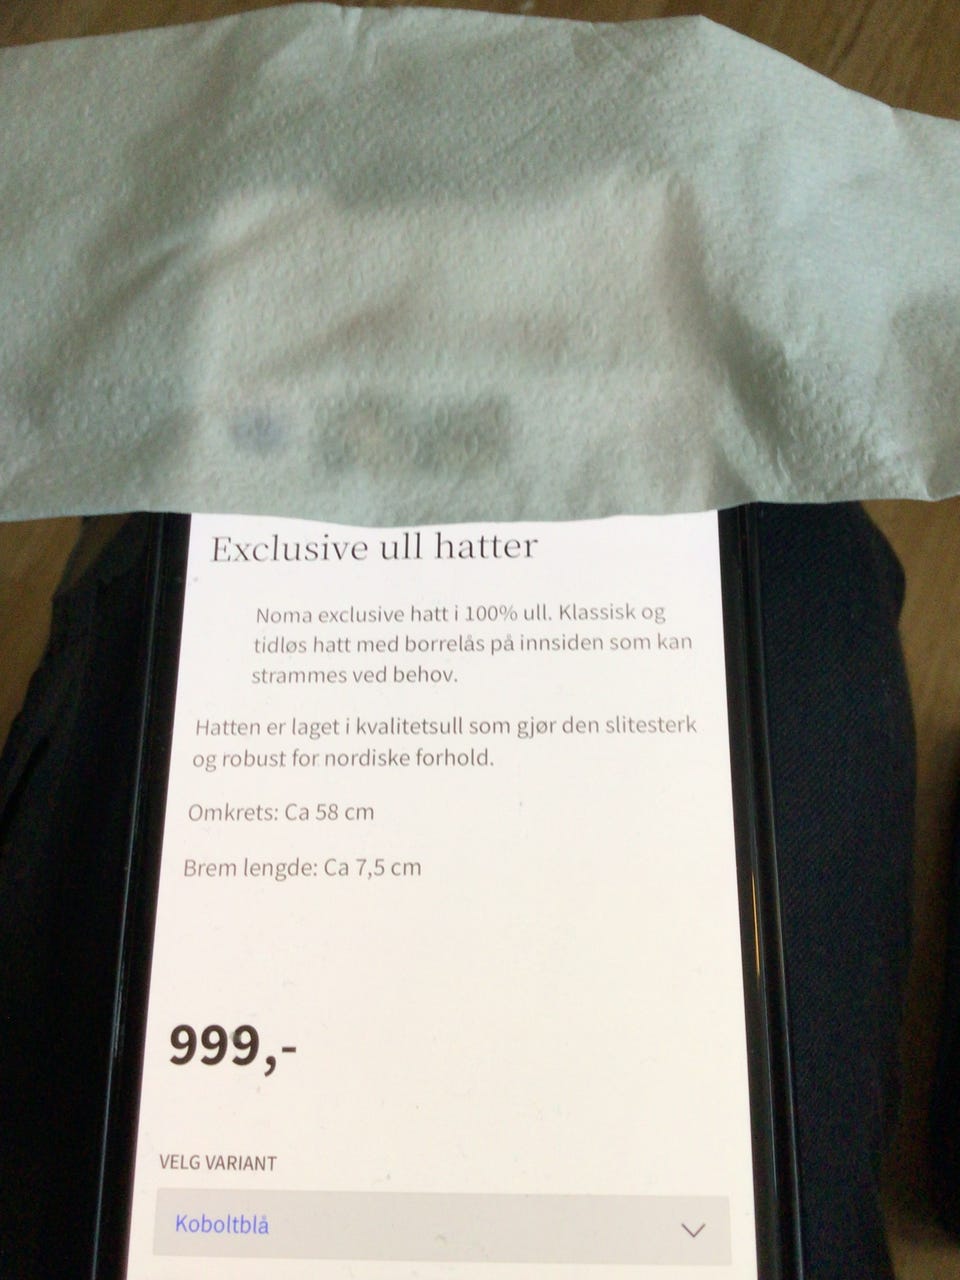 Exclusive ull hatter
Noma exclusive hatt i 100% ull. Klassisk og
tidløs hatt med borrelås på innsiden som kan
strammes ved behov.
Hatten er laget i kvalitetsull som gjør den slitesterk
og robust for nordiske forhold.
Omkrets: Ca 58 cm
Brem lengde: Ca 7,5 cm
999,-
VELG VARIANT
Koboltblå